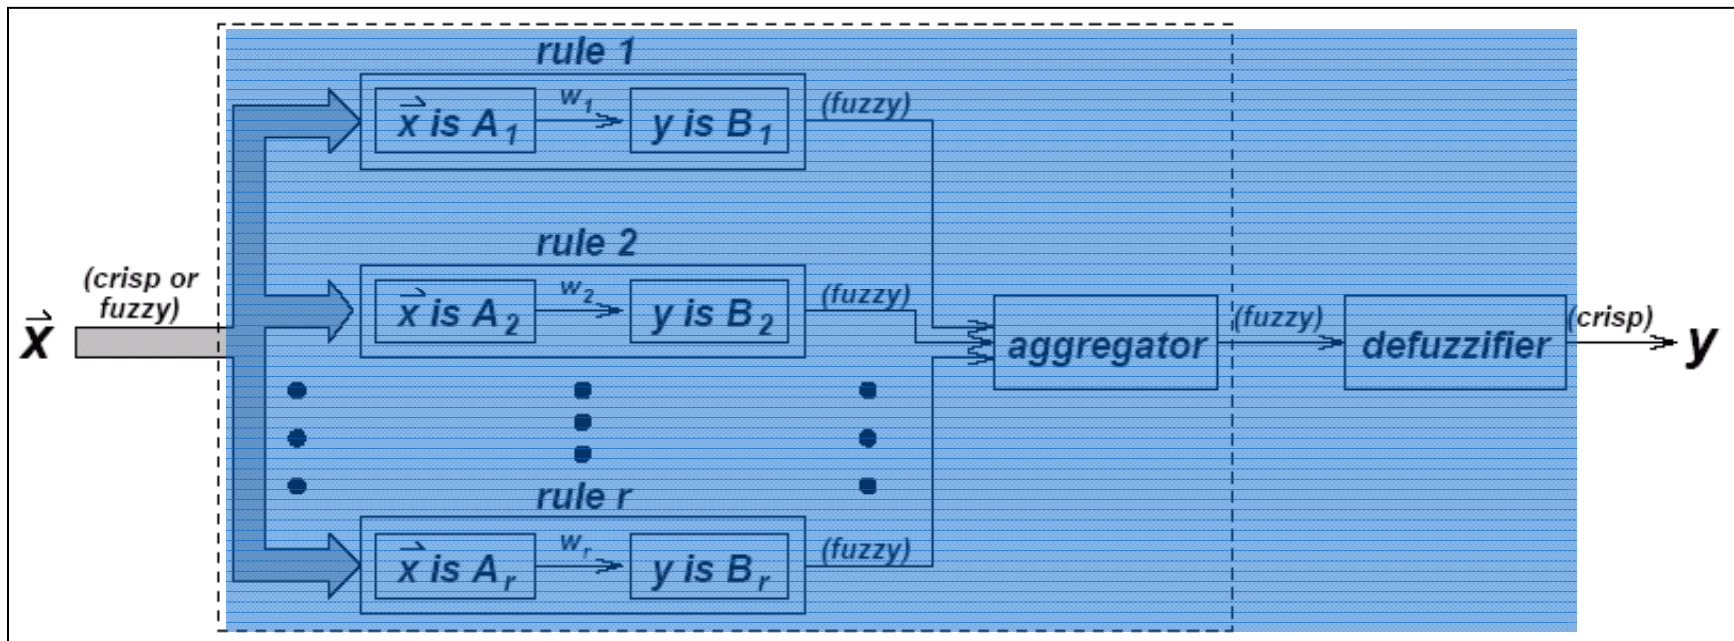 rule 1
x⃗ is A₁ w₁ y is B₁ (fuzzy)
rule 2
(crisp or
fuzzy)
x⃗
x⃗ is A₂ w₂ y is B₂ (fuzzy)
aggregator (fuzzy) defuzzifier (crisp) y
rule r
x⃗ is Aᵣ wᵣ y is Bᵣ (fuzzy)